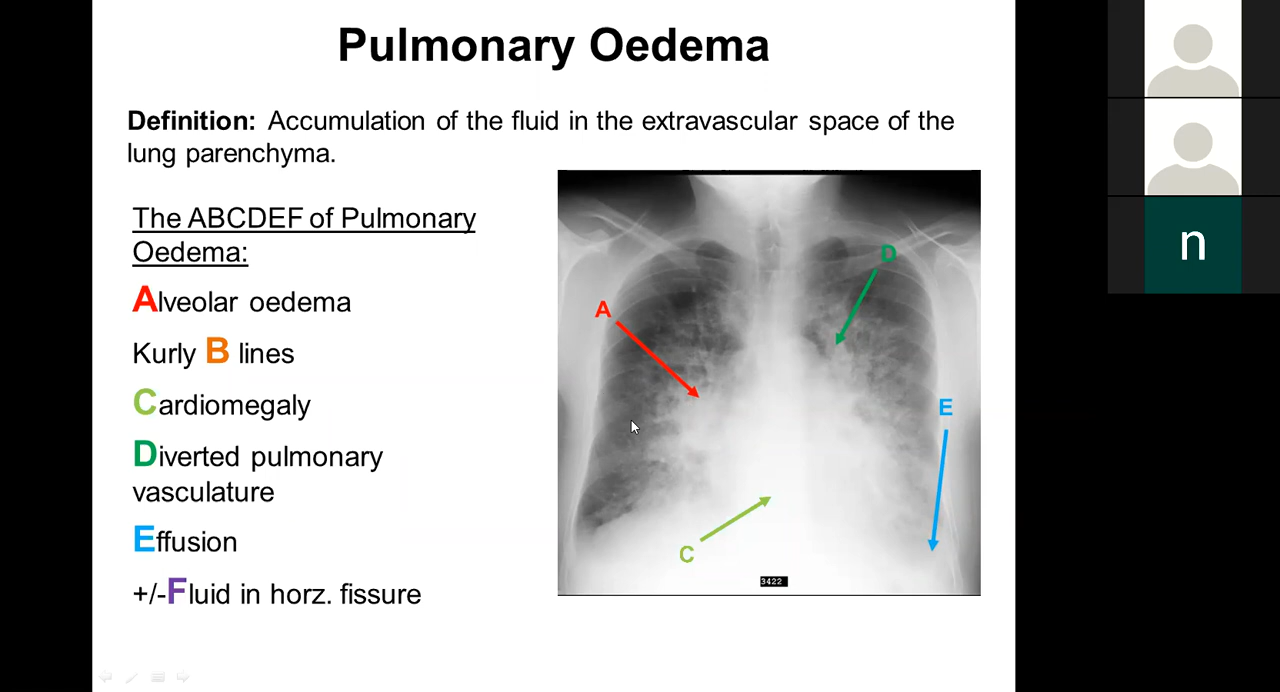 Pulmonary Oedema
Definition: Accumulation of the fluid in the extravascular space of the
lung parenchyma.
The ABCDEF of Pulmonary
Oedema:
Alveolar oedema
Kurly B lines
Cardiomegaly
Diverted pulmonary
vasculature
Effusion
+/-Fluid in horz. fissure
D
A
E
C
3422
n